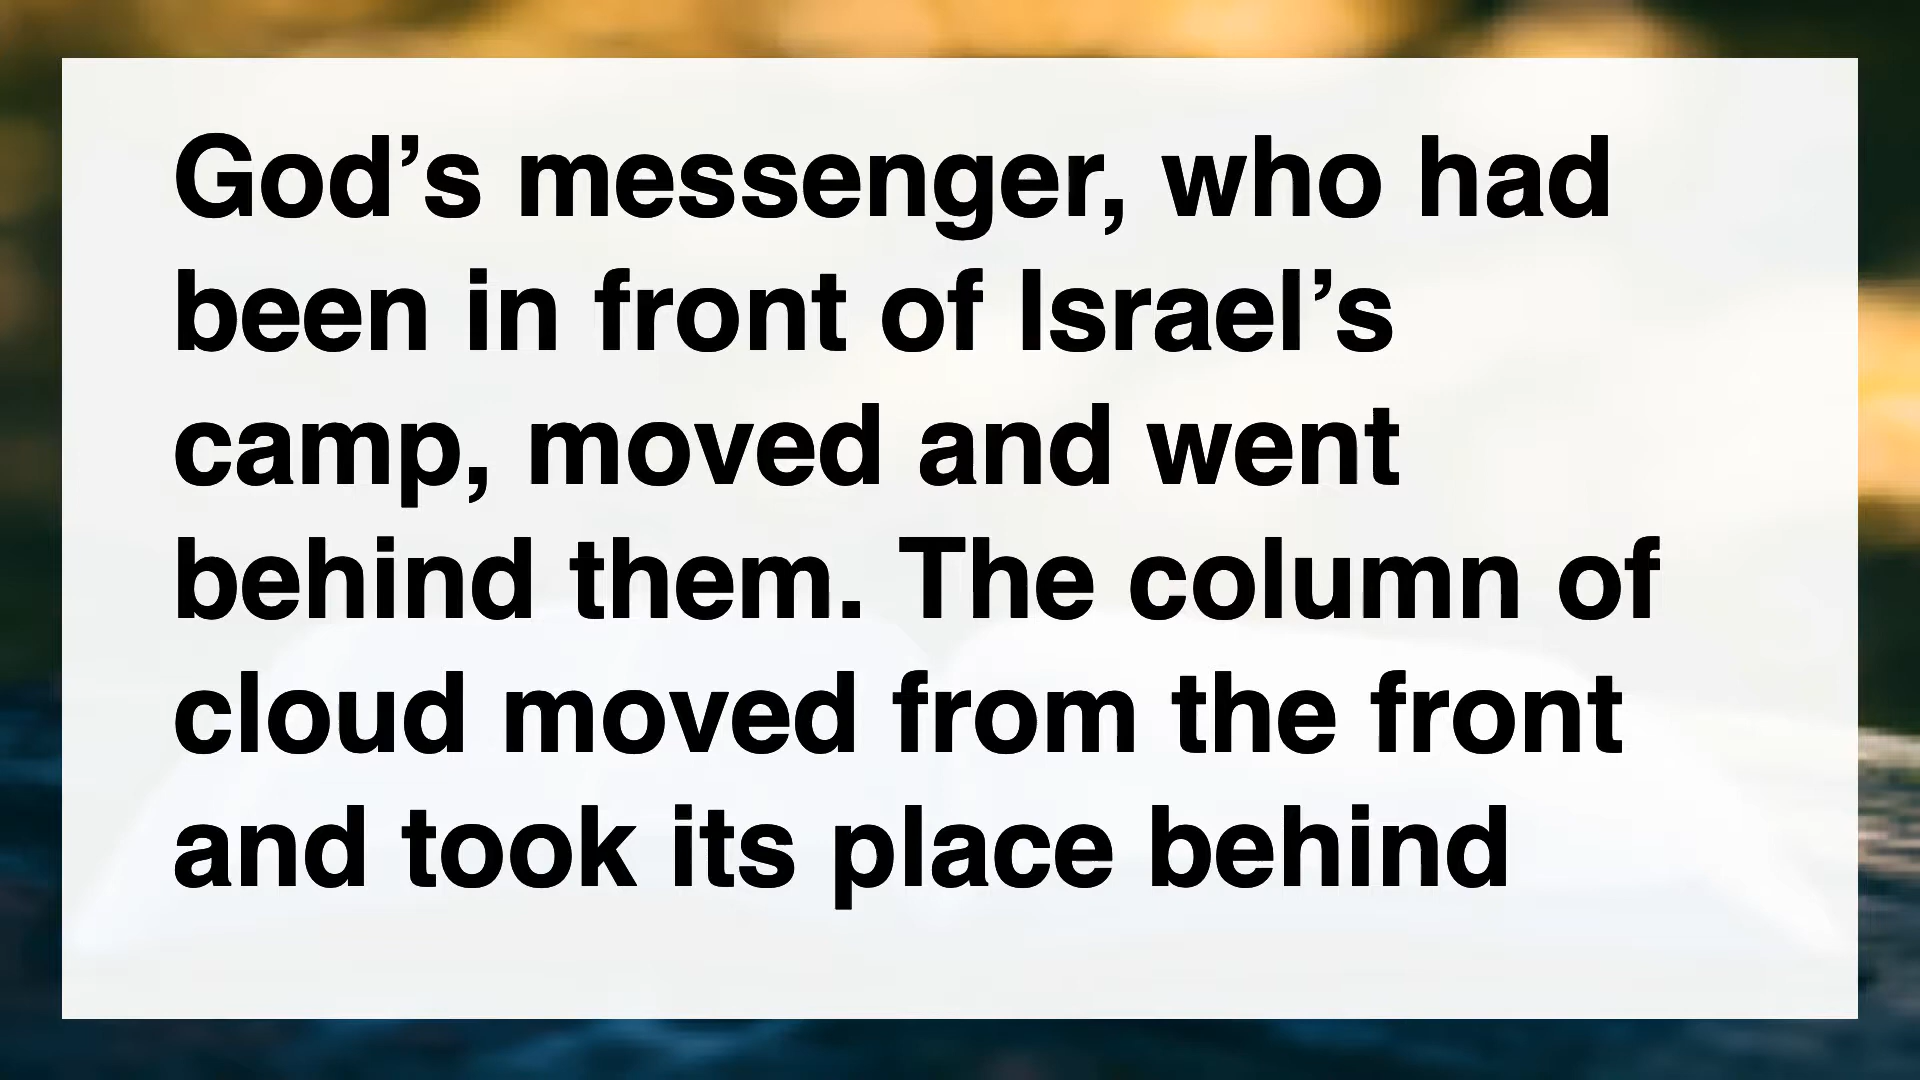 God’s messenger, who had
been in front of Israel’s
camp, moved and went
behind them. The column of
cloud moved from the front
and took its place behind